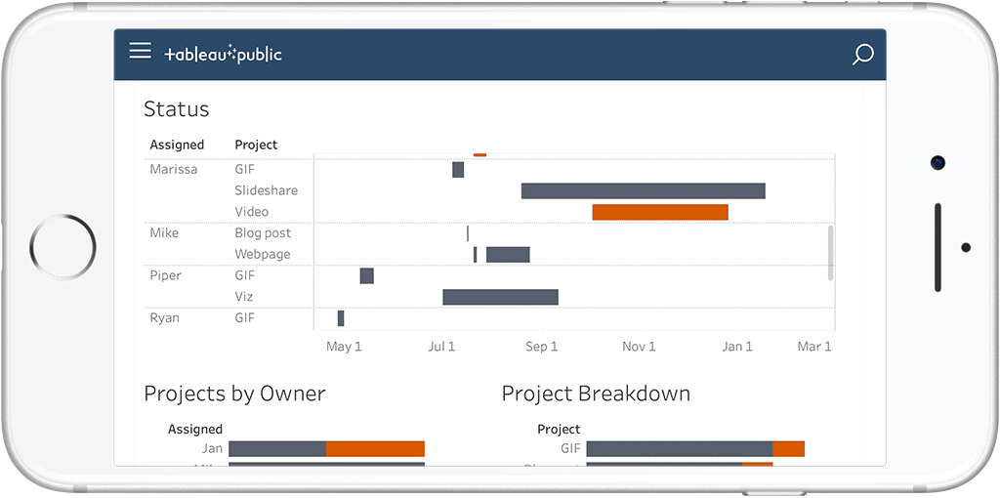 tableau public
Status
Assigned Project
Marissa GIF
Slideshare
Video
Mike Blog post
Webpage
Piper GIF
Viz
Ryan GIF
May 1 Jul 1 Sep 1 Nov 1 Jan 1 Mar 1
Projects by Owner Project Breakdown
Assigned Project
Jan GIF